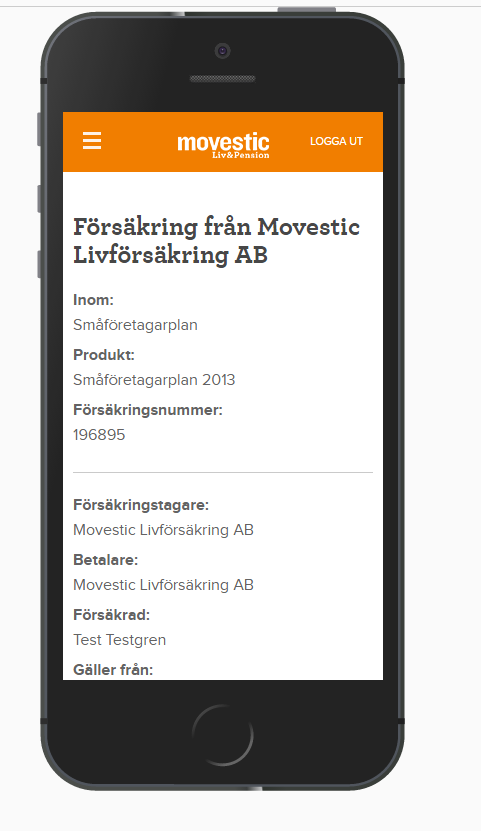 movestic
Liv&Pension
LOGGA UT
Försäkring från Movestic
Livförsäkring AB
Inom:
Småföretagarplan
Produkt:
Småföretagarplan 2013
Försäkringsnummer:
196895
Försäkringstagare:
Movestic Livförsäkring AB
Betalare:
Movestic Livförsäkring AB
Försäkrad:
Test Testgren
Gäller från: